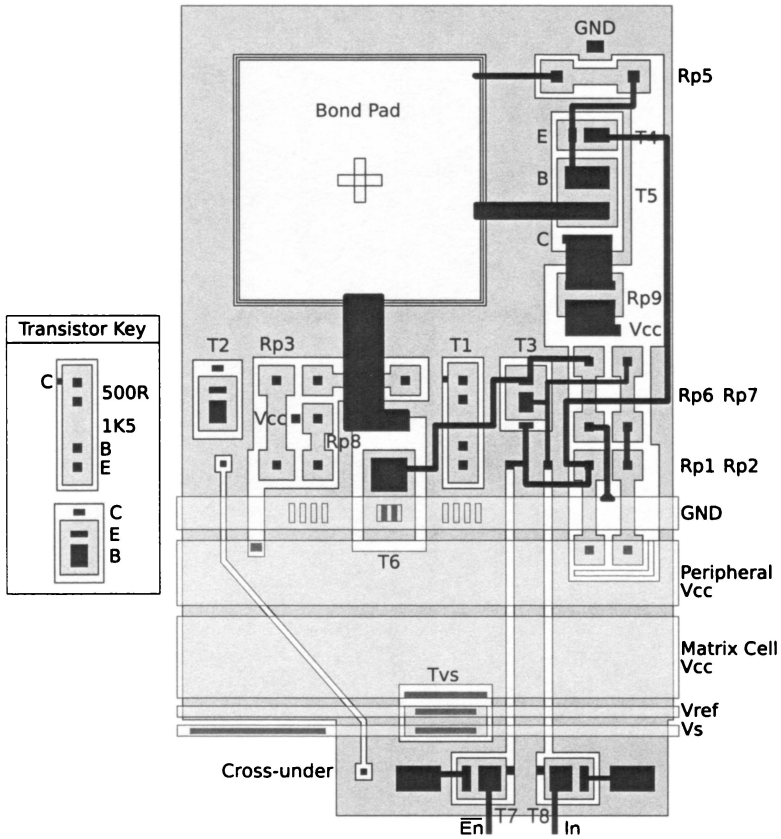 GND
Rp5
Bond Pad
E
T4
B
T5
C
Rp9
Vcc
Transistor Key
C
500R
1K5
B
E
C
E
B
T2
Rp3
T1
T3
Vcc
Rp8
Rp6 Rp7
Rp1 Rp2
GND
T6
Peripheral
Vcc
Matrix Cell
Vcc
Tvs
Vref
Vs
Cross-under
T7 T8
En
In